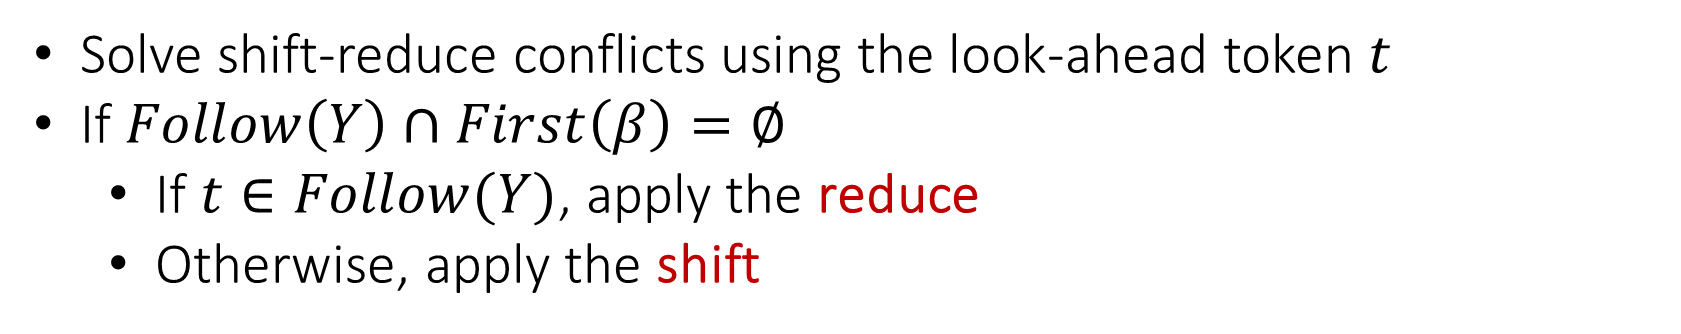 • Solve shift-reduce conflicts using the look-ahead token t
• If Follow(Y) ∩ First(β) = ∅
• If t ∈ Follow(Y), apply the reduce
• Otherwise, apply the shift